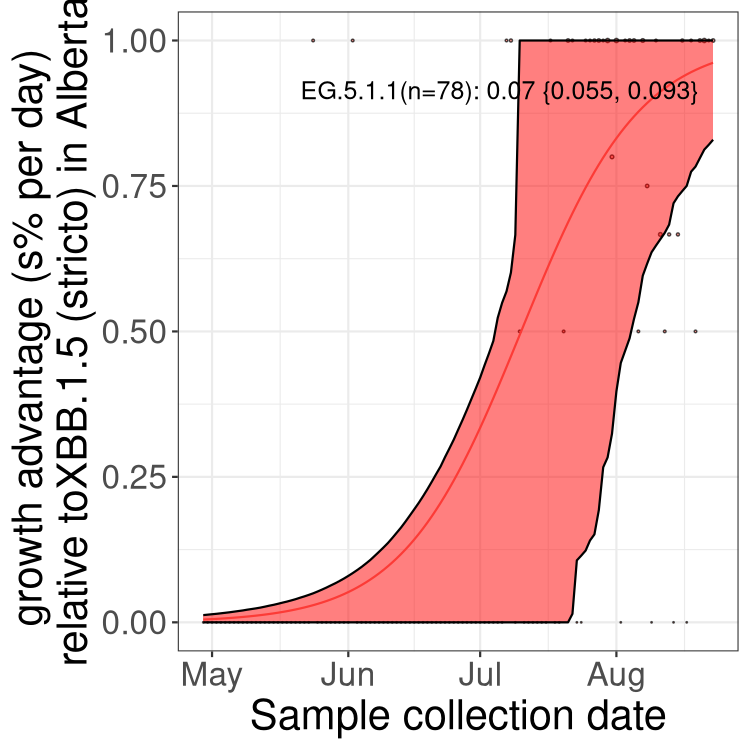 growth advantage (s% per day)
relative toXBB.1.5 (stricto) in Alberta
1.00
0.75
0.50
0.25
0.00
EG.5.1.1(n=78): 0.07 {0.055, 0.093}
May Jun Jul Aug
Sample collection date